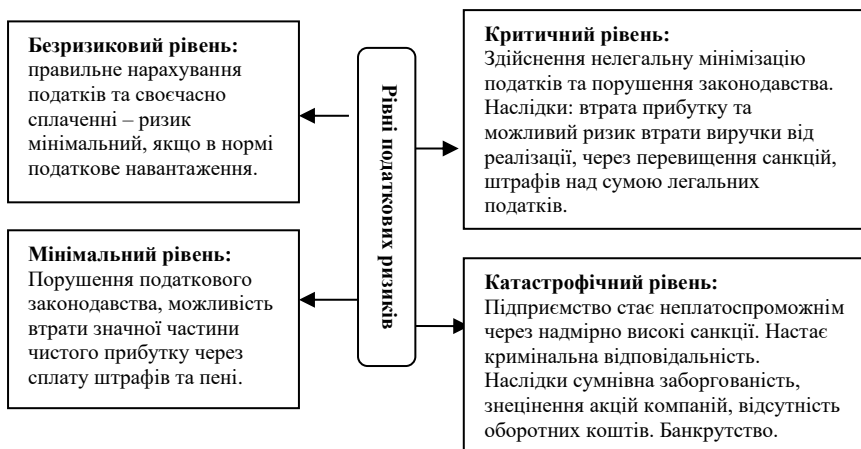 Безризиковий рівень:
правильне нарахування
податків та своєчасно
сплаченні – ризик
мінімальний, якщо в нормі
податкове навантаження.
Мінімальний рівень:
Порушення податкового
законодавства, можливість
втрати значної частини
чистого прибутку через
сплату штрафів та пені.
Рівні податкових ризиків
Критичний рівень:
Здійснення нелегальну мінімізацію
податків та порушення законодавства.
Наслідки: втрата прибутку та
можливий ризик втрати виручки від
реалізації, через перевищення санкцій,
штрафів над сумою легальних
податків.
Катастрофічний рівень:
Підприємство стає неплатоспроможнім
через надмірно високі санкції. Настає
кримінальна відповідальність.
Наслідки сумнівна заборгованість,
знецінення акцій компаній, відсутність
оборотних коштів. Банкрутство.